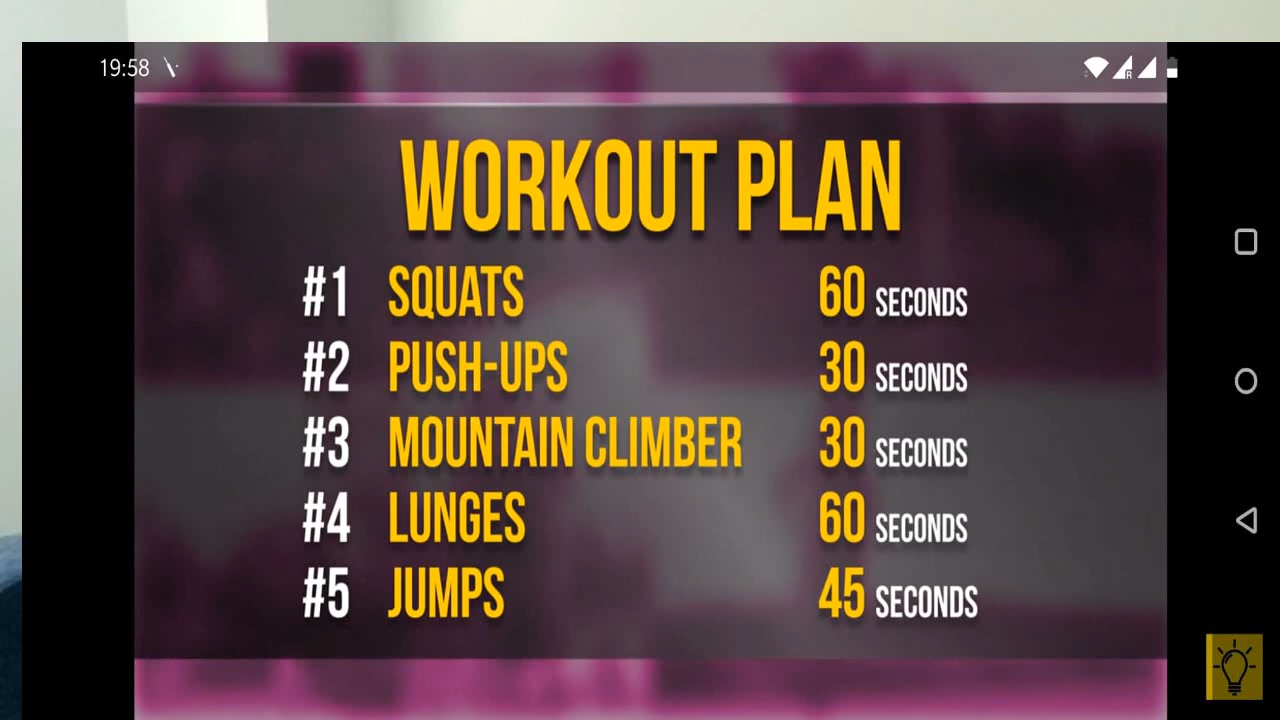 19:58
WORKOUT PLAN
#1 SQUATS 60 SECONDS
#2 PUSH-UPS 30 SECONDS
#3 MOUNTAIN CLIMBER 30 SECONDS
#4 LUNGES 60 SECONDS
#5 JUMPS 45 SECONDS